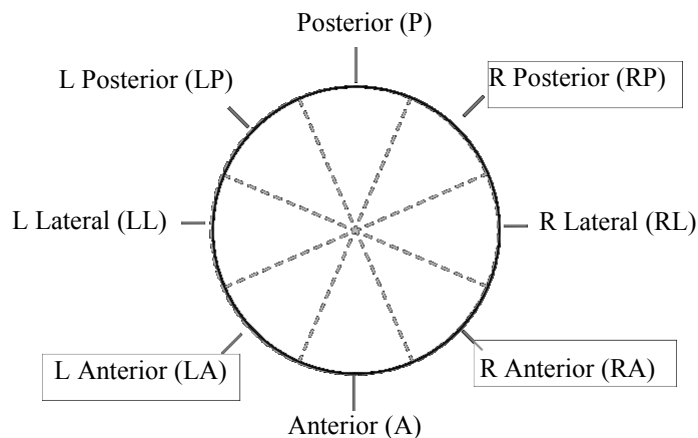 Posterior (P)
L Posterior (LP)
R Posterior (RP)
L Lateral (LL)
R Lateral (RL)
L Anterior (LA)
R Anterior (RA)
Anterior (A)